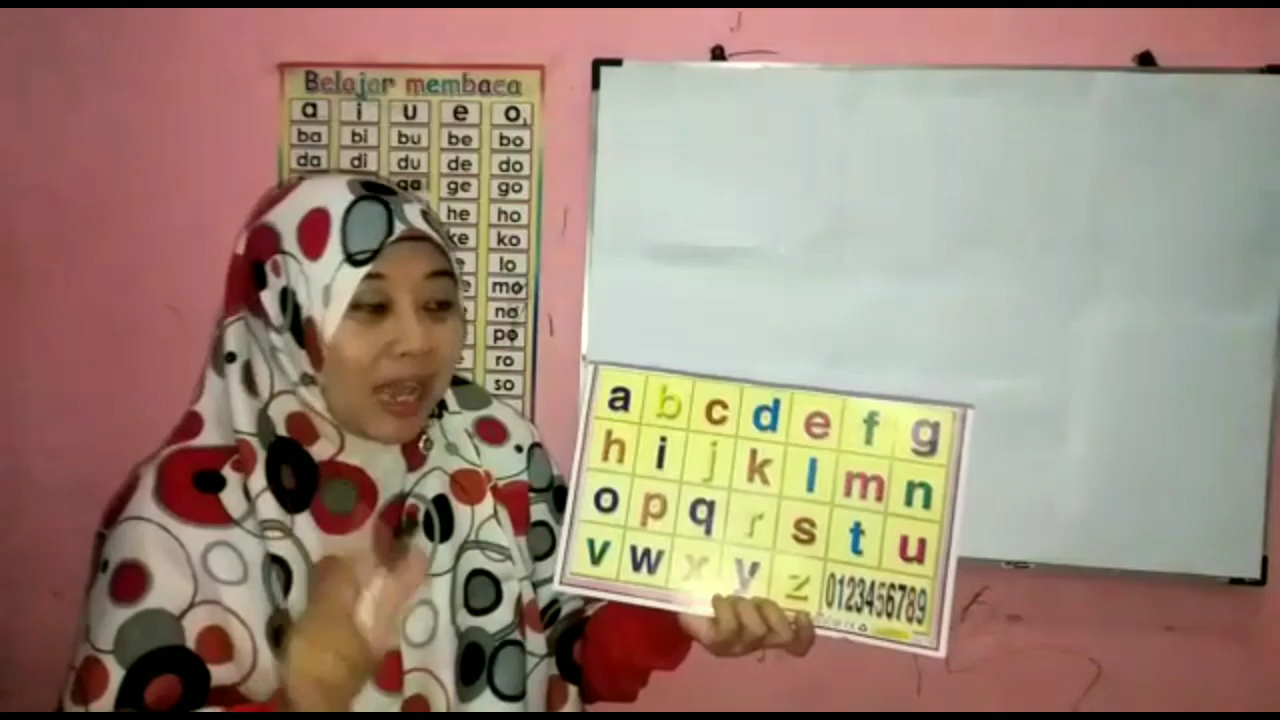 Belajar membaca
a i u e o
ba bi bu be bo
da di du de do
ge go
he ho
ke ko
lo
mo
no
po
ro
so
a b c d e f g
h i j k l m n
o p q r s t u
v w x y z 0123456789